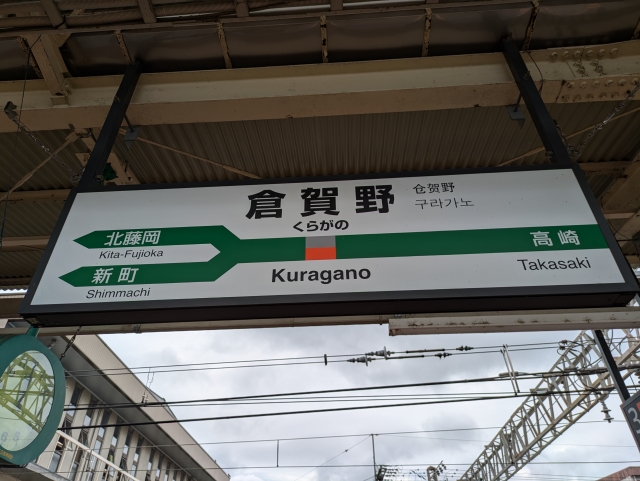 倉賀野
くらがの
仓贺野
구라가노
北藤岡
Kita-Fujioka
新町
Shimmachi
Kuragano
高崎
Takasaki